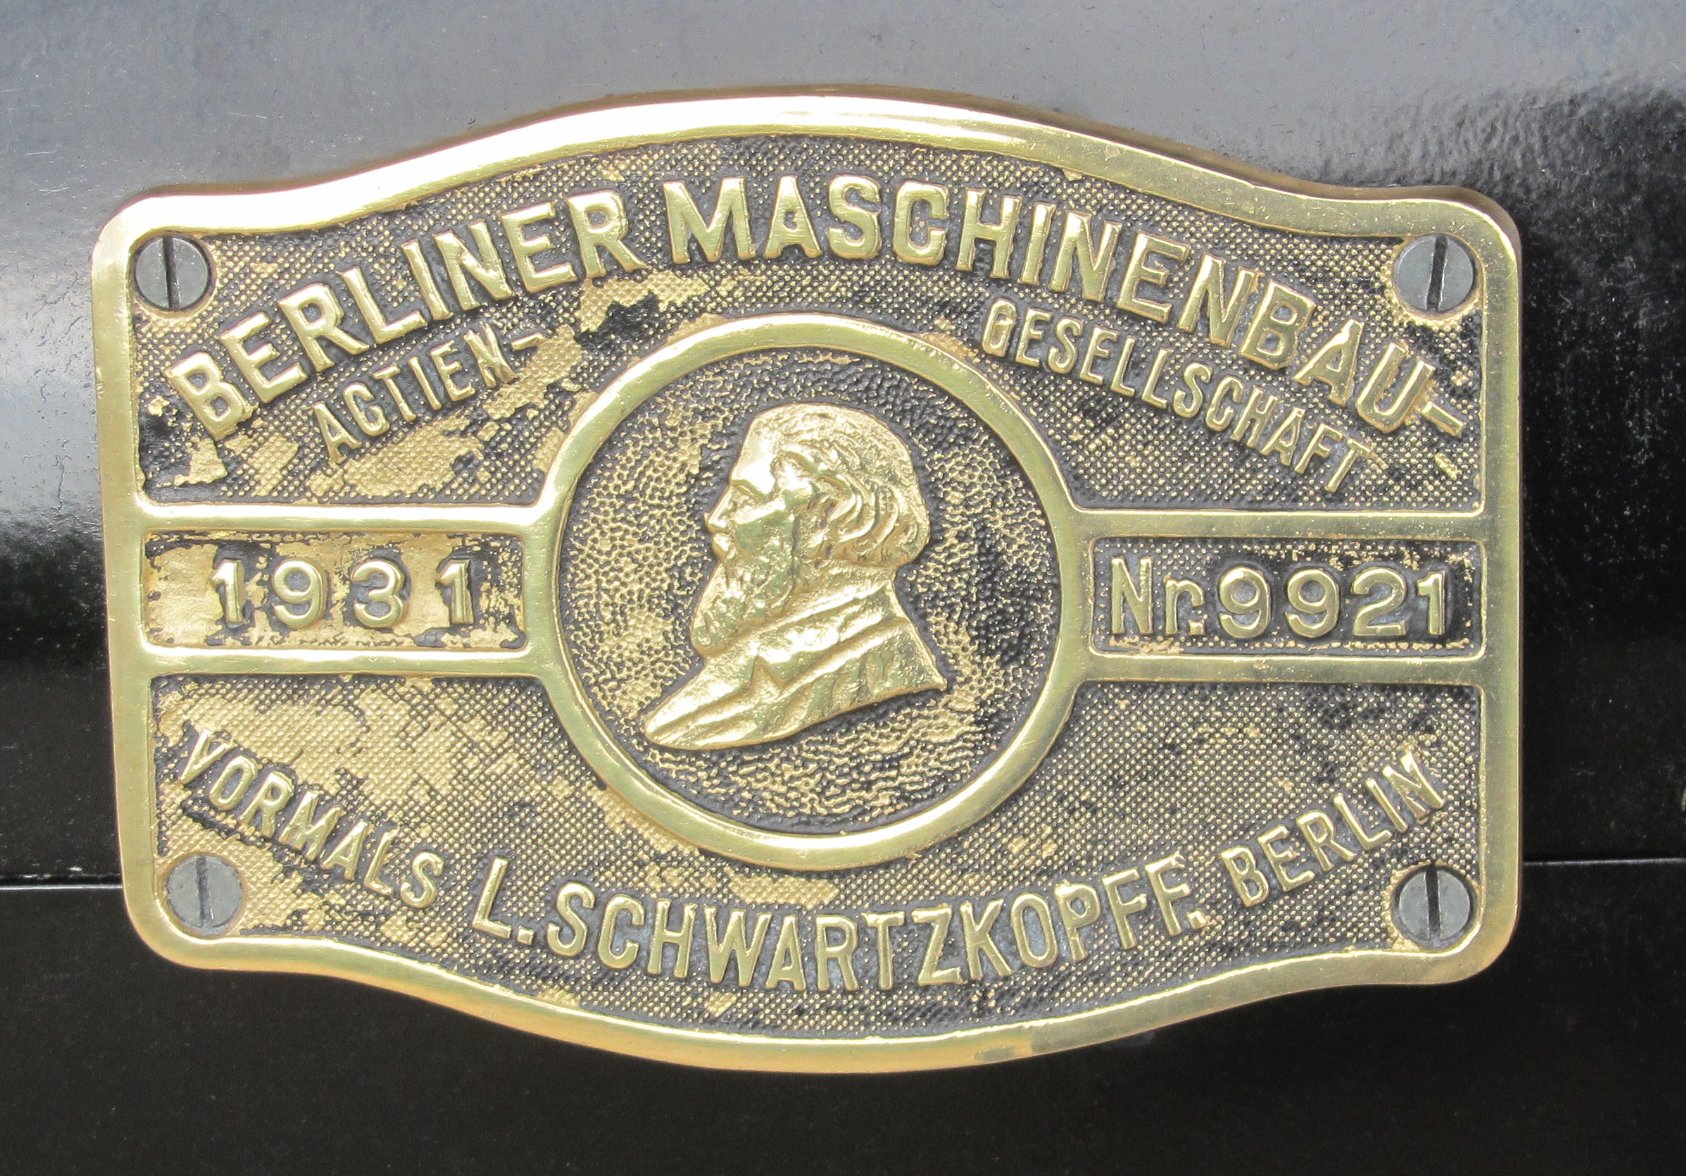 BERLINER MASCHINENBAU-
ACTIEN- GESELLSCHAFT
1931 Nr. 9921
VORMALS L. SCHWARTZKOPFF. BERLIN